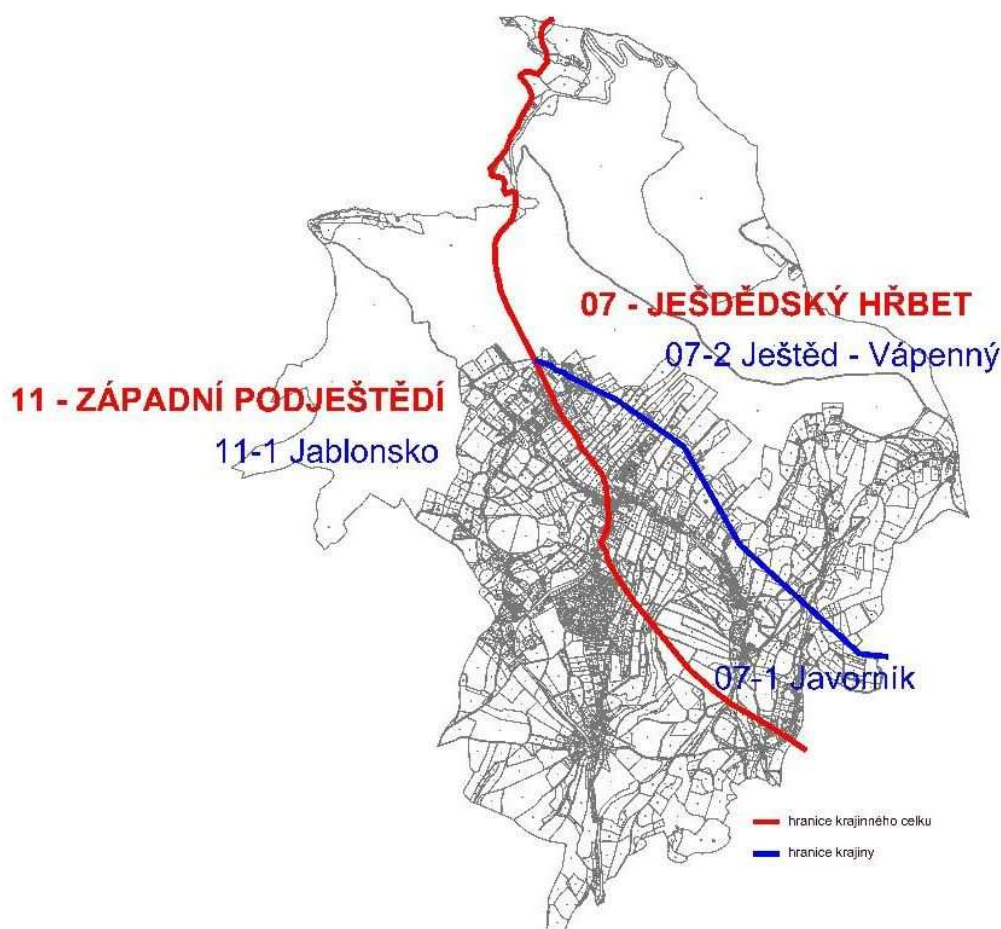 07 - JEŠDĚDSKÝ HŘBET
07-2 Ještěd - Vápenný
11 - ZÁPADNÍ PODJEŠTĚDÍ
11-1 Jablonsko
07-1 Javorník
hranice krajinného celku
hranice krajiny